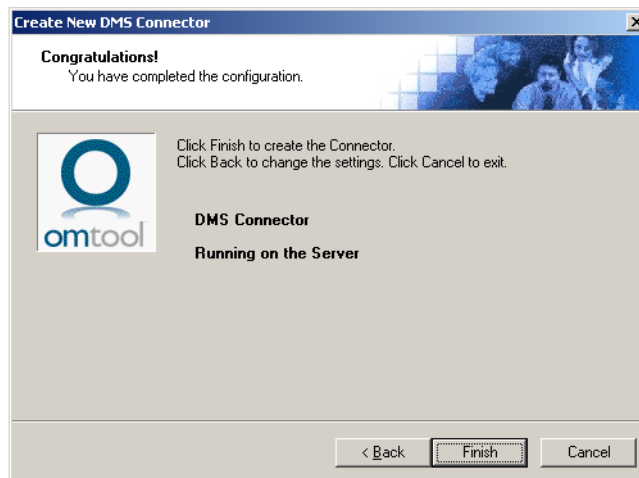 Create New DMS Connector
Congratulations!
You have completed the configuration.
Click Finish to create the Connector.
Click Back to change the settings. Click Cancel to exit.
omtool
DMS Connector
Running on the Server
< Back
Finish
Cancel